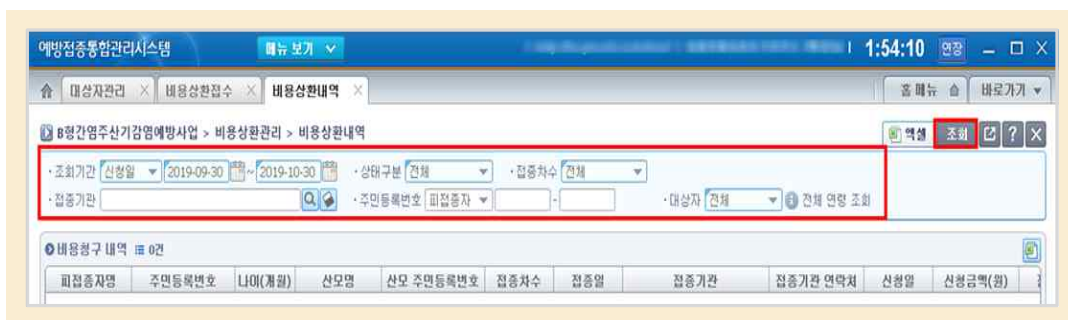 예방접종통합관리시스템 메뉴 보기 1:54:10 연장
대상자관리 비용상환접수 비용상환내역 홈 메뉴 바로가기
B형간염주산기감염예방사업 > 비용상환관리 > 비용상환내역 엑셀 조회 ?
· 조회기간 신청일 2019-09-30 ~ 2019-10-30 · 상태구분 전체 · 접종차수 전체
· 접종기관 · 주민등록번호 피접종자 - · 대상자 전체 전체 연령 조회
비용청구 내역 0건
피접종자명 주민등록번호 나이(개월) 산모명 산모 주민등록번호 접종차수 접종일 접종기관 접종기관 연락처 신청일 신청금액(원)